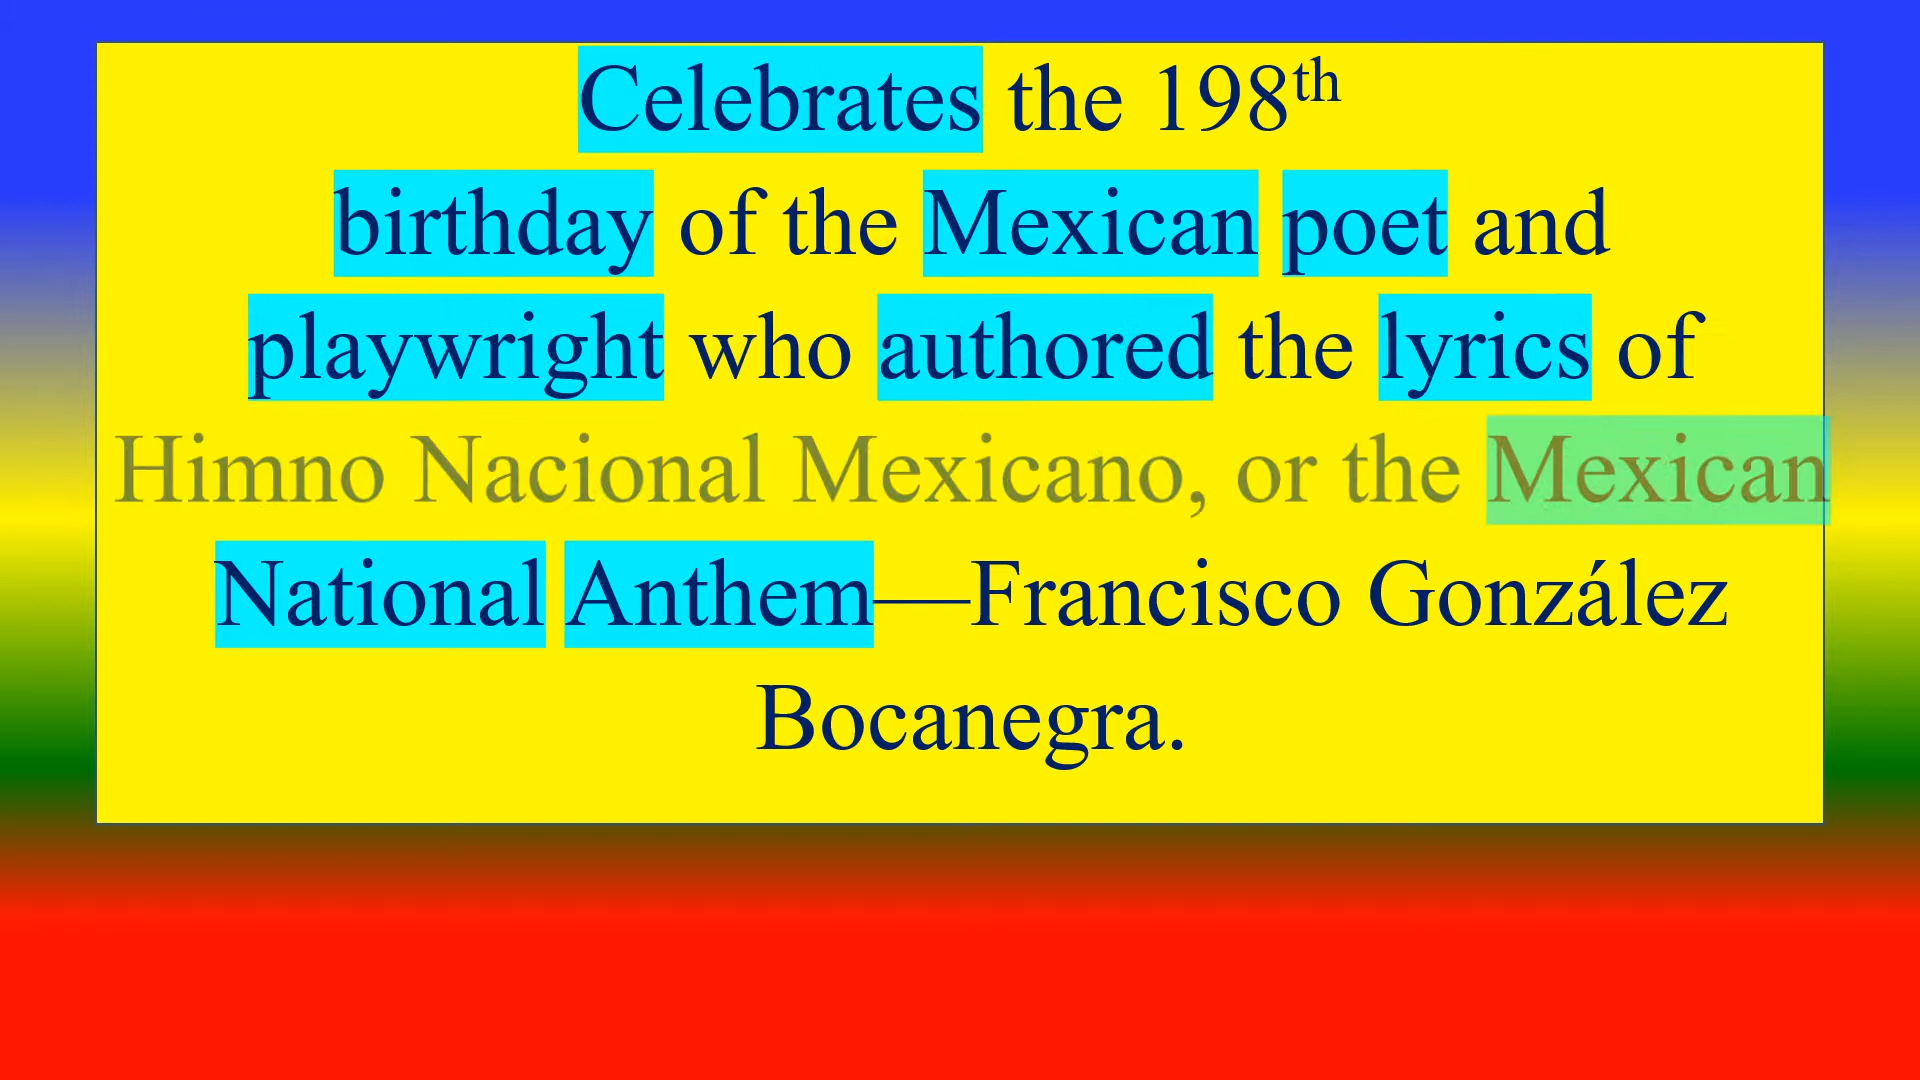 Celebrates the 198th
birthday of the Mexican poet and
playwright who authored the lyrics of
Himno Nacional Mexicano, or the Mexican
National Anthem—Francisco González
Bocanegra.